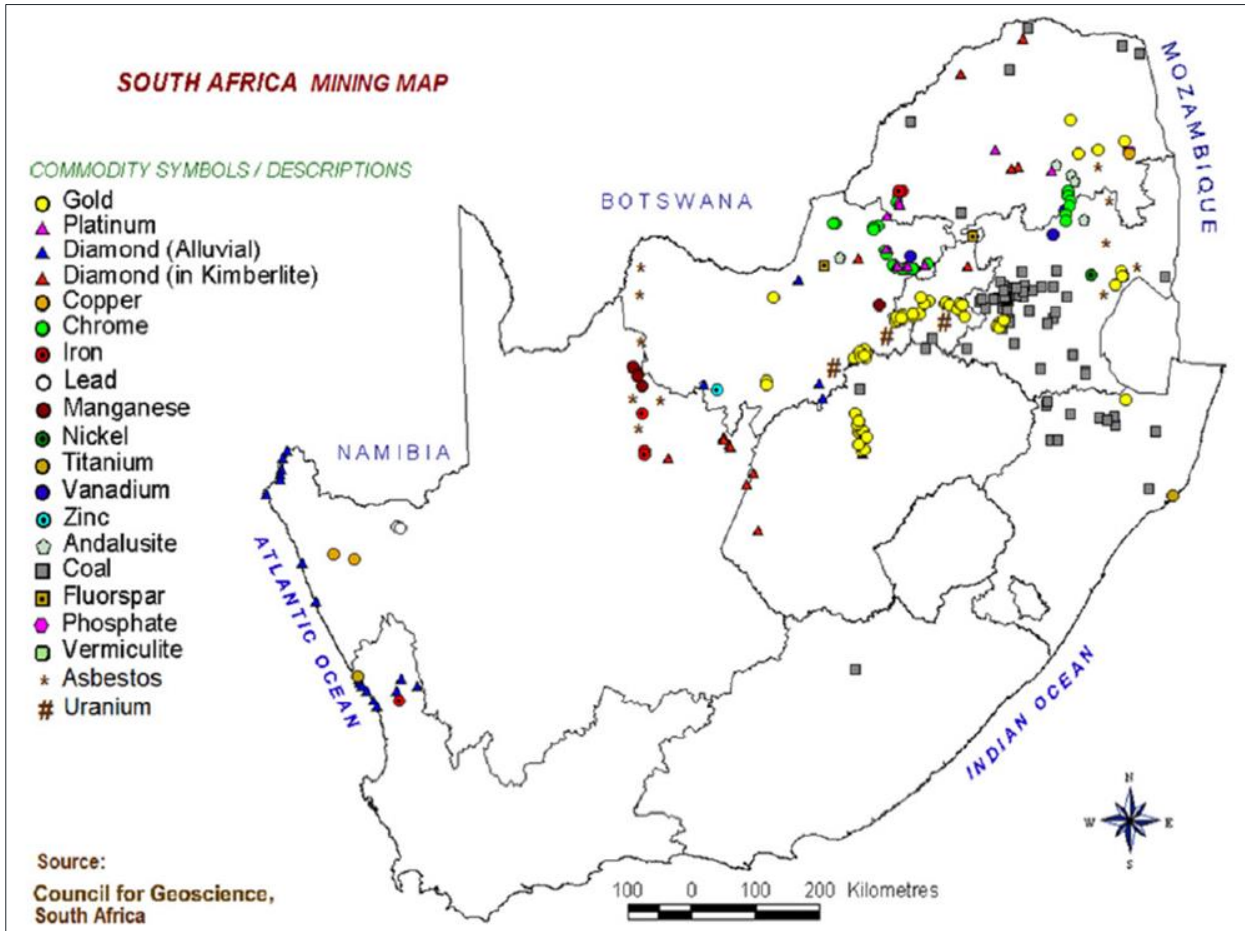 SOUTH AFRICA MINING MAP
COMMODITY SYMBOLS / DESCRIPTIONS
Gold
Platinum
Diamond (Alluvial)
Diamond (in Kimberlite)
Copper
Chrome
Iron
Lead
Manganese
Nickel
Titanium
Vanadium
Zinc
Andalusite
Coal
Fluorspar
Phosphate
Vermiculite
Asbestos
Uranium
BOTSWANA
MOZAMBIQUE
NAMIBIA
ATLANTIC OCEAN
INDIAN OCEAN
N
W E
S
Source:
Council for Geoscience,
South Africa
100 0 100 200 Kilometres